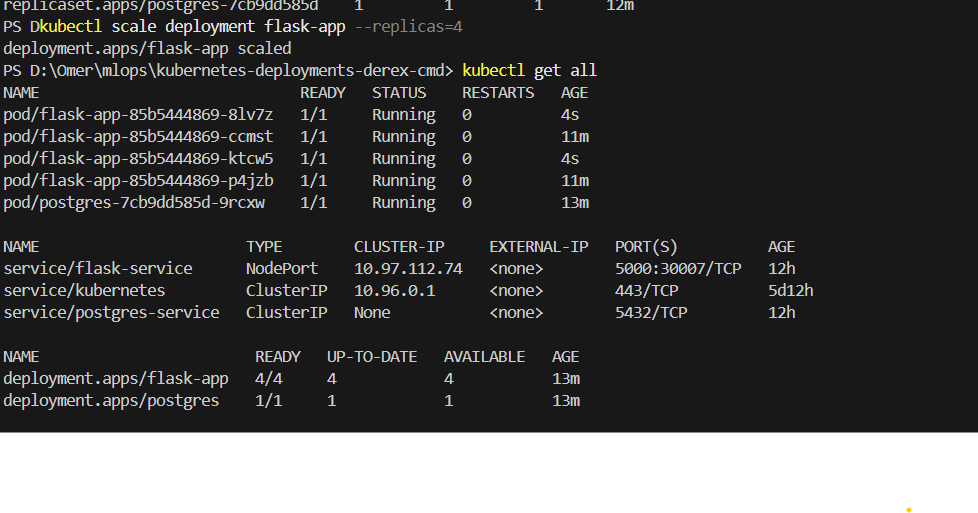 replicaset.apps/postgres-7cb9dd585d 1 1 1 12m
PS Dkubectl scale deployment flask-app --replicas=4
deployment.apps/flask-app scaled
PS D:\Omer\mlops\kubernetes-deployments-derex-cmd> kubectl get all
NAME READY STATUS RESTARTS AGE
pod/flask-app-85b5444869-8lv7z 1/1 Running 0 4s
pod/flask-app-85b5444869-ccmst 1/1 Running 0 11m
pod/flask-app-85b5444869-ktcw5 1/1 Running 0 4s
pod/flask-app-85b5444869-p4jzb 1/1 Running 0 11m
pod/postgres-7cb9dd585d-9rcxw 1/1 Running 0 13m
NAME TYPE CLUSTER-IP EXTERNAL-IP PORT(S) AGE
service/flask-service NodePort 10.97.112.74 <none> 5000:30007/TCP 12h
service/kubernetes ClusterIP 10.96.0.1 <none> 443/TCP 5d12h
service/postgres-service ClusterIP None <none> 5432/TCP 12h
NAME READY UP-TO-DATE AVAILABLE AGE
deployment.apps/flask-app 4/4 4 4 13m
deployment.apps/postgres 1/1 1 1 13m